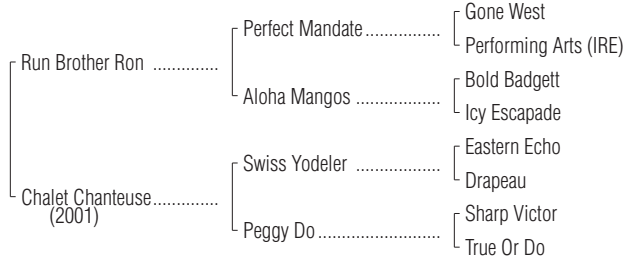 Gone West
Perfect Mandate................
Performing Arts (IRE)
Run Brother Ron ..............
Bold Badgett
Aloha Mangos ..................
Icy Escapade
Eastern Echo
Swiss Yodeler ..................
Drapeau
Chalet Chanteuse..............
(2001)
Sharp Victor
Peggy Do..........................
True Or Do